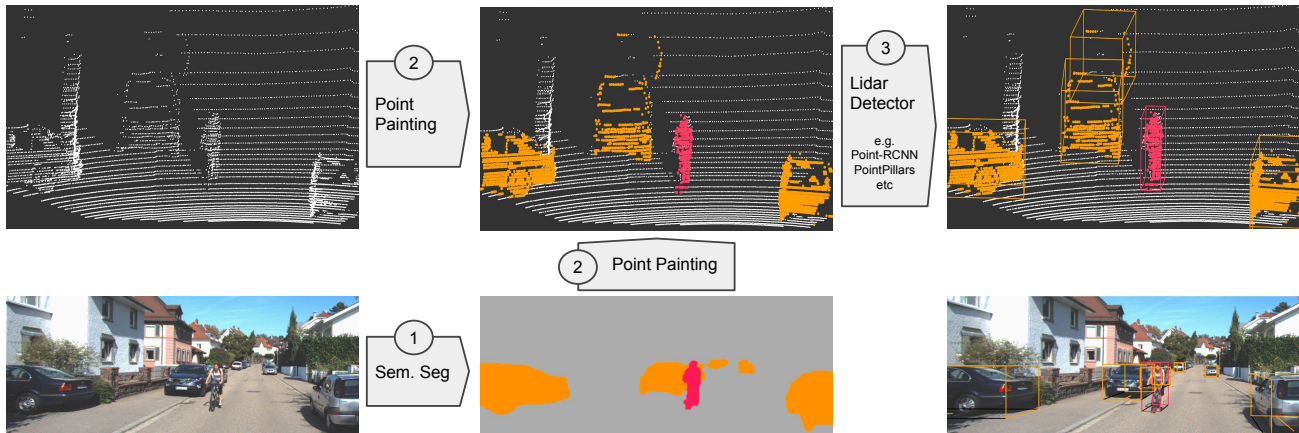 2
Point
Painting
3
Lidar
Detector
e.g.
Point-RCNN
PointPillars
etc
2
Point Painting
1
Sem. Seg